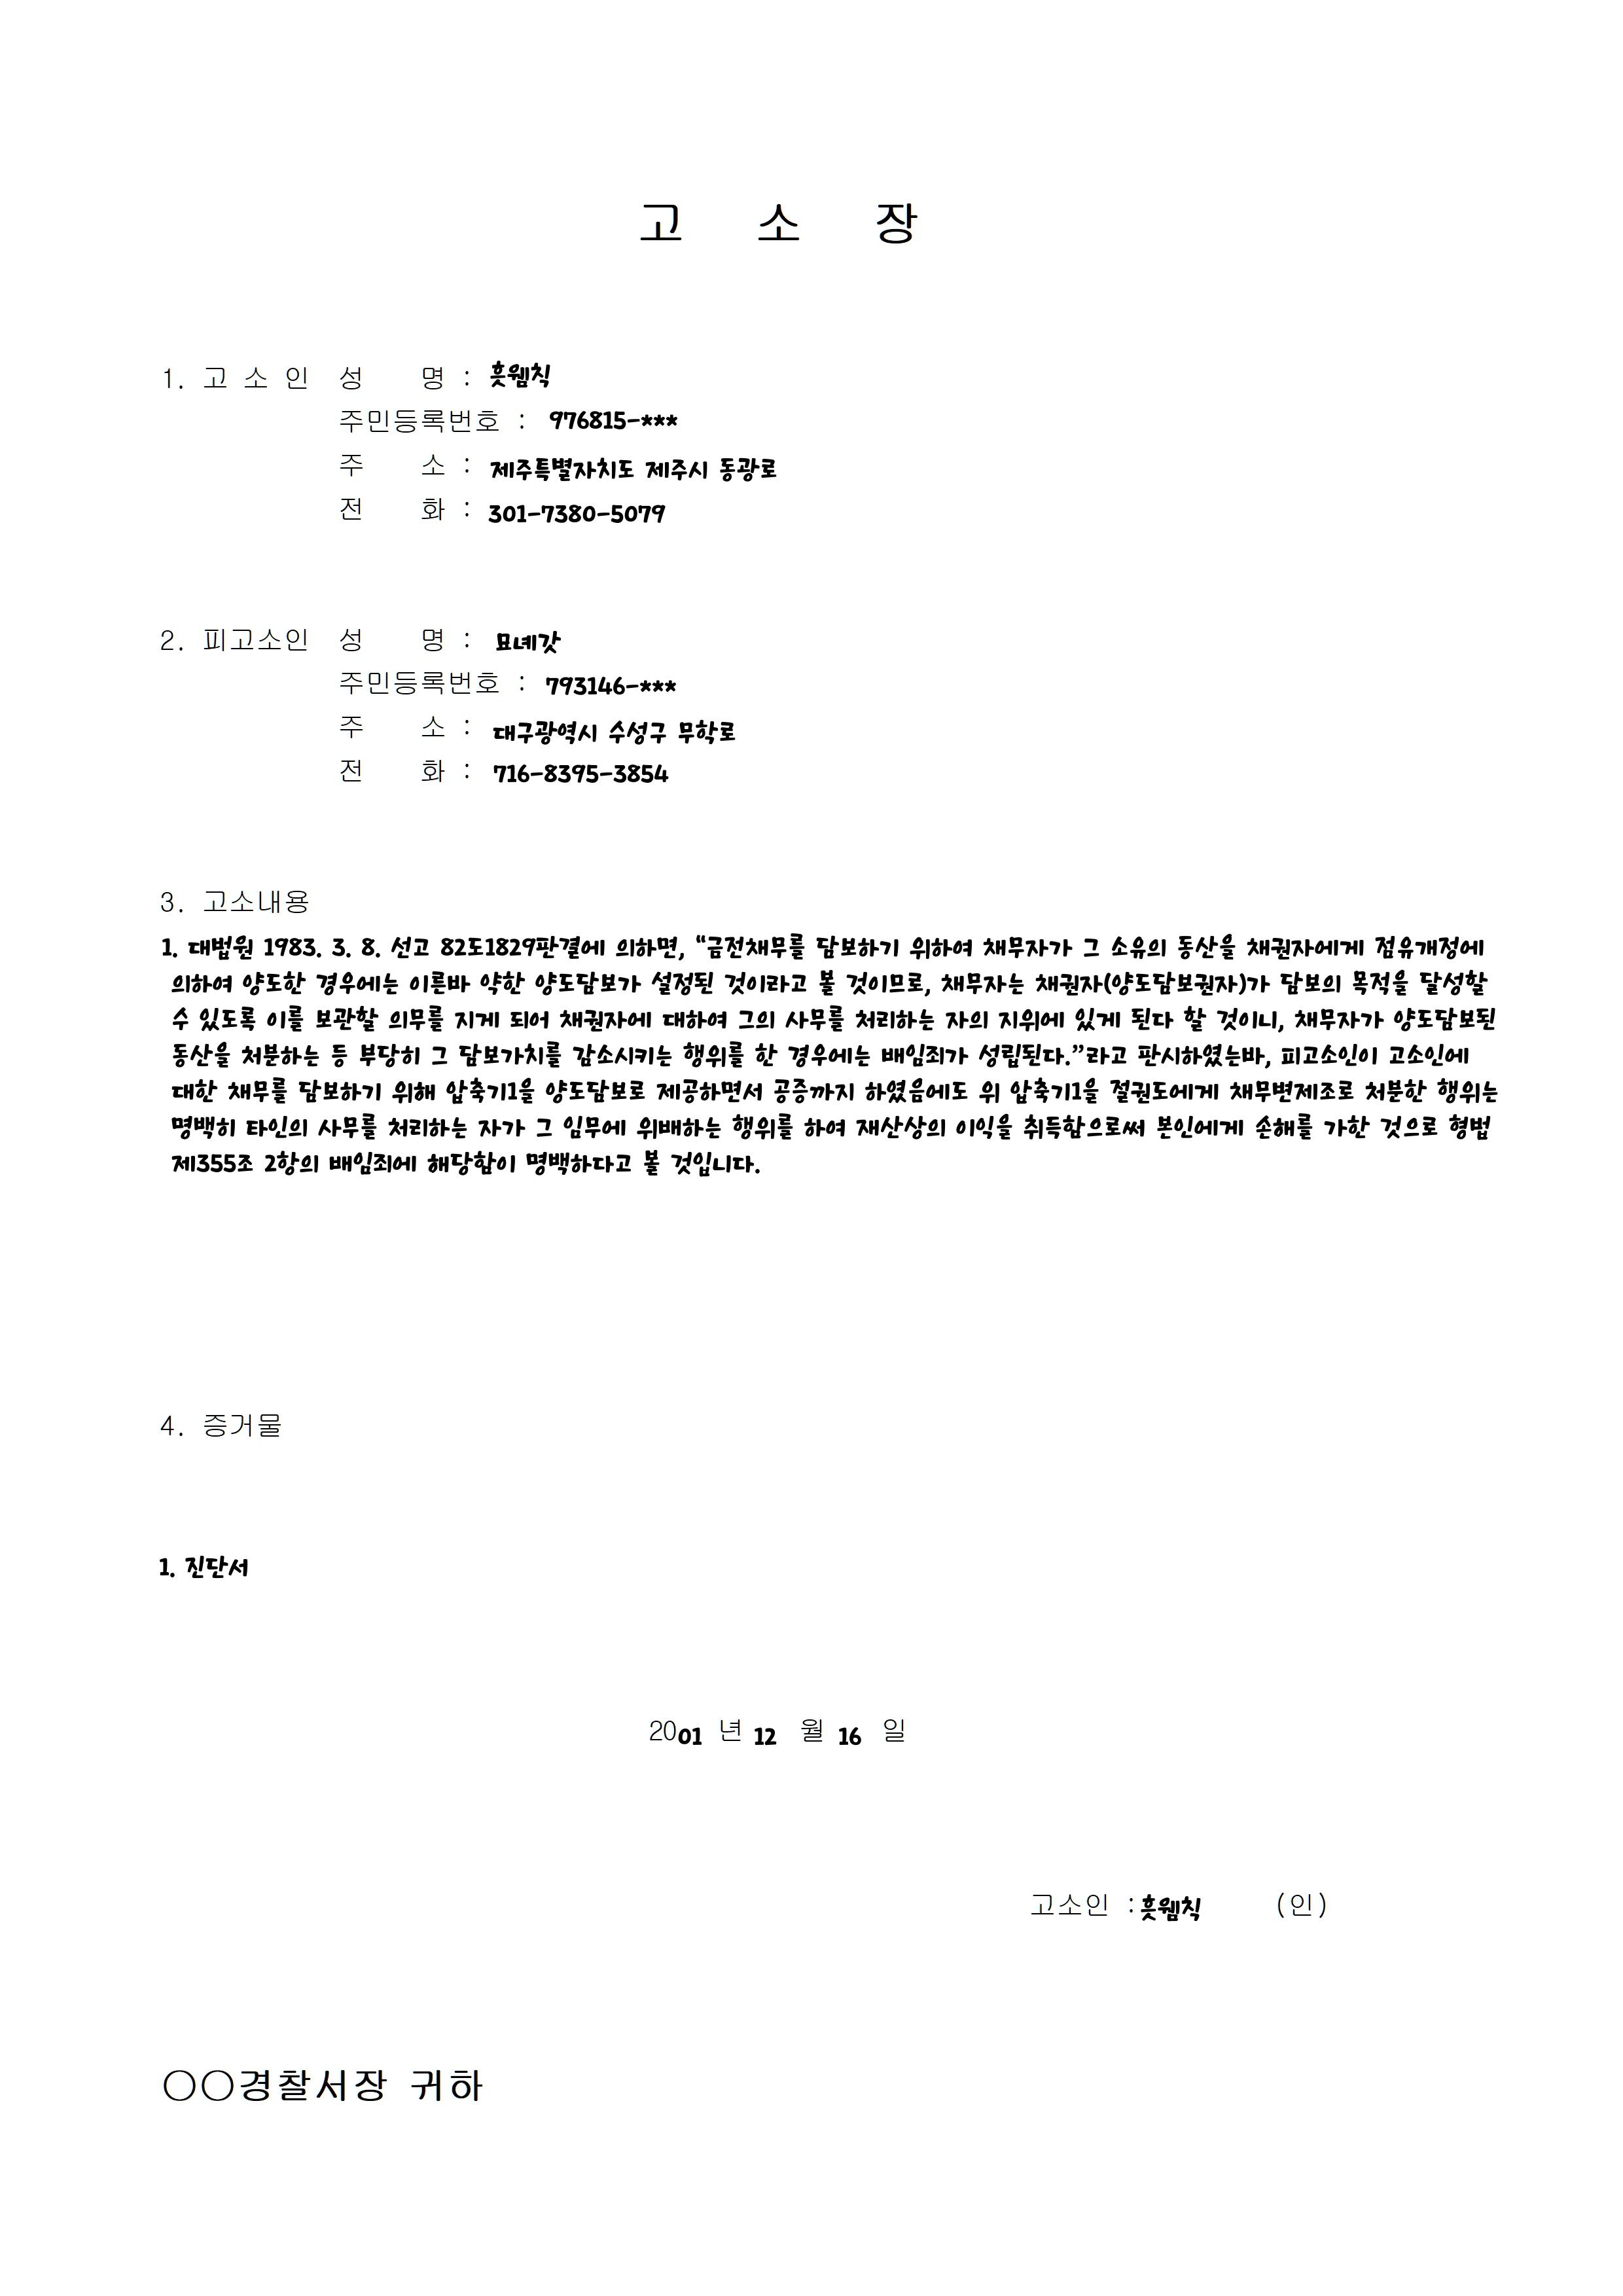 고 소 장
1. 고 소 인 성 명 : 흣웸칙
주민등록번호 : 976815-***
주 소 : 제주특별자치도 제주시 동광로
전 화 : 301-7380-5079
2. 피고소인 성 명 : 묘녜갓
주민등록번호 : 793146-***
주 소 : 대구광역시 수성구 무학로
전 화 : 716-8395-3854
3. 고소내용
1. 대법원 1983. 3. 8. 선고 82도1829판결에 의하면, “금전채무를 담보하기 위하여 채무자가 그 소유의 동산을 채권자에게 점유개정에
의하여 양도한 경우에는 이른바 약한 양도담보가 설정된 것이라고 볼 것이므로, 채무자는 채권자(양도담보권자)가 담보의 목적을 달성할
수 있도록 이를 보관할 의무를 지게 되어 채권자에 대하여 그의 사무를 처리하는 자의 지위에 있게 된다 할 것이니, 채무자가 양도담보된
동산을 처분하는 등 부당히 그 담보가치를 감소시키는 행위를 한 경우에는 배임죄가 성립된다.”라고 판시하였는바, 피고소인이 고소인에
대한 채무를 담보하기 위해 압축기1을 양도담보로 제공하면서 공증까지 하였음에도 위 압축기1을 절권도에게 채무변제조로 처분한 행위는
명백히 타인의 사무를 처리하는 자가 그 임무에 위배하는 행위를 하여 재산상의 이익을 취득함으로써 본인에게 손해를 가한 것으로 형법
제355조 2항의 배임죄에 해당함이 명백하다고 볼 것입니다.
4. 증거물
1. 진단서
2001 년 12 월 16 일
고소인 : 흣웸칙 (인)
○○경찰서장 귀하